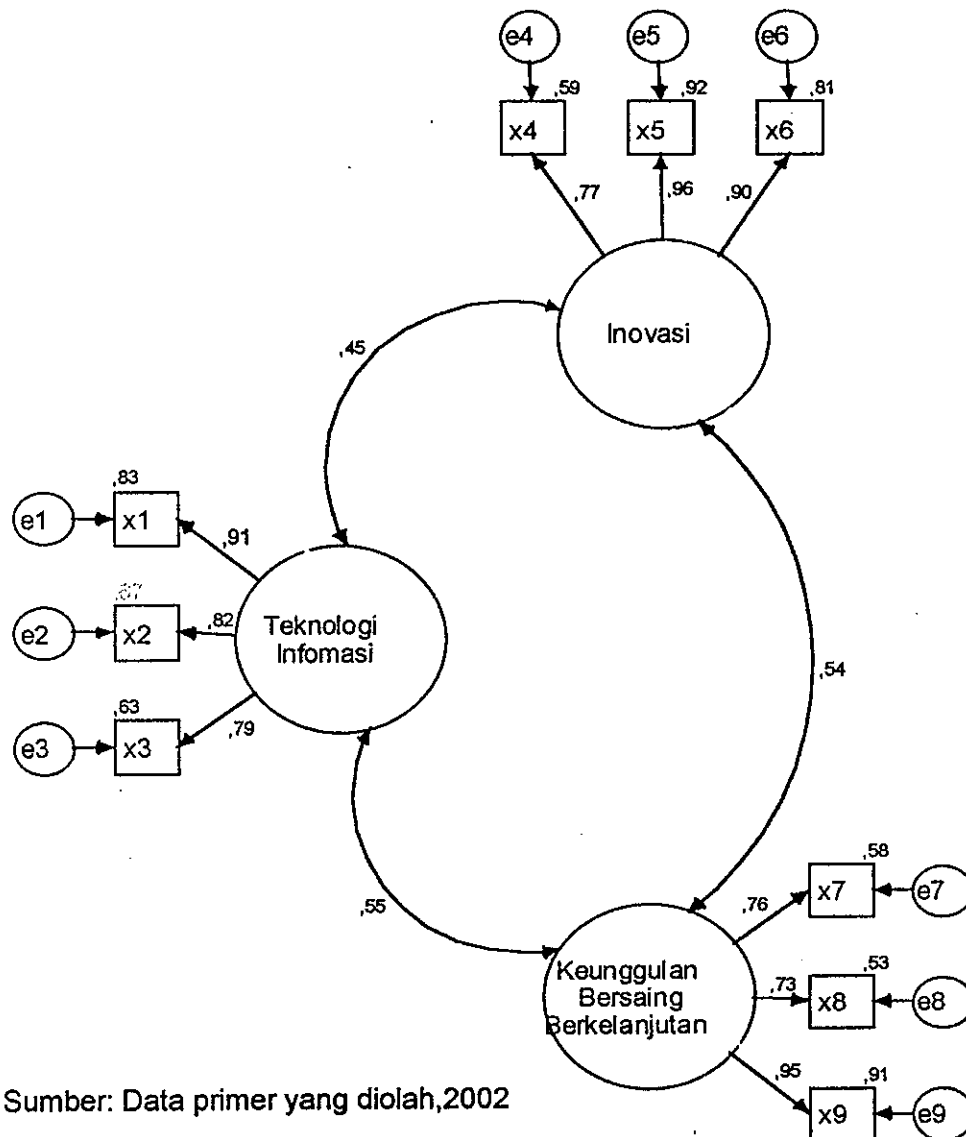 e4 e5 e6
,59 ,92 ,81
x4 x5 x6
,77 ,96 ,90
Inovasi
,45
,83
e1 x1
,91
e2 x2 ,82
Teknologi
Infomasi
,54
,63
e3 x3
,79
,58
x7 e7
,76
,55
,53
Keunggulan
,73 x8 e8
Bersaing
Berkelanjutan
,95 ,91
x9 e9
Sumber: Data primer yang diolah,2002